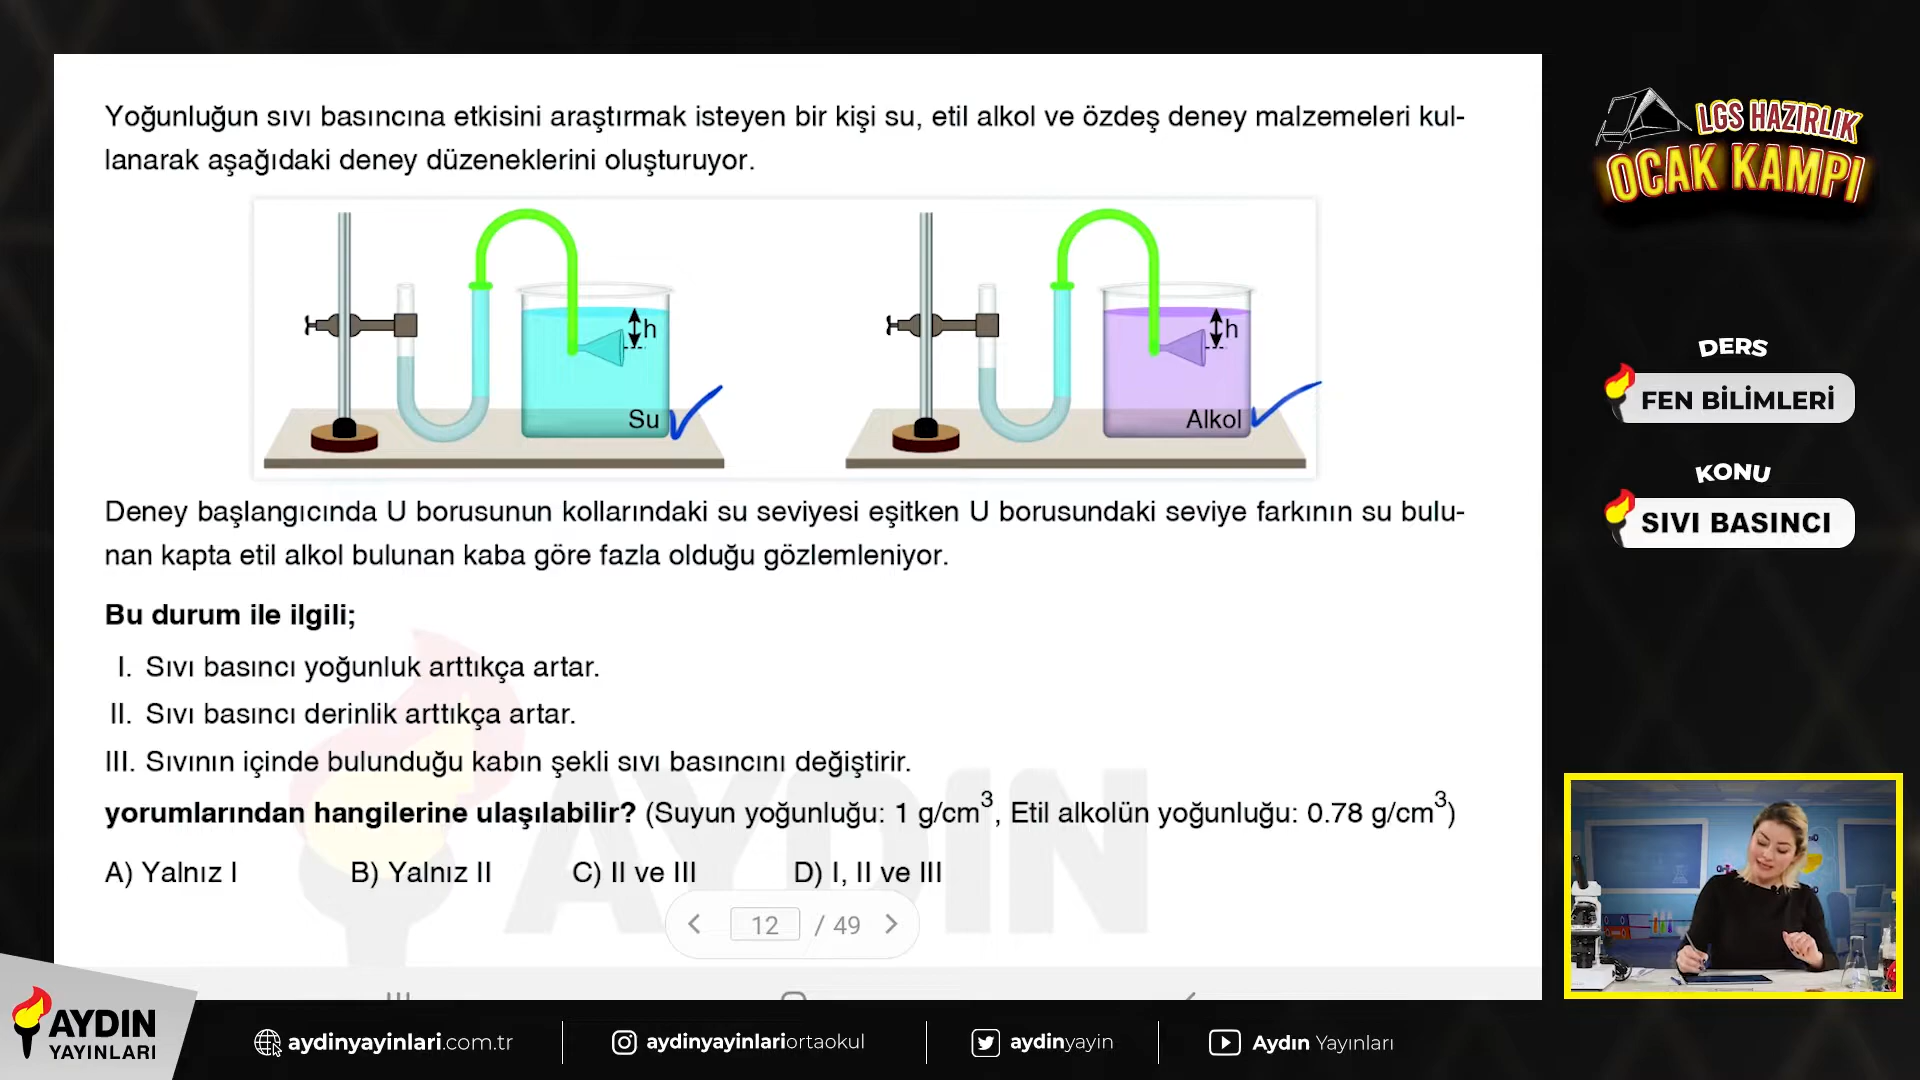 Yoğunluğun sıvı basıncına etkisini araştırmak isteyen bir kişi su, etil alkol ve özdeş deney malzemeleri kul-
lanarak aşağıdaki deney düzeneklerini oluşturuyor.
h
Su
h
Alkol
Deney başlangıcında U borusunun kollarındaki su seviyesi eşitken U borusundaki seviye farkının su bulu-
nan kapta etil alkol bulunan kaba göre fazla olduğu gözlemleniyor.
Bu durum ile ilgili;
I. Sıvı basıncı yoğunluk arttıkça artar.
II. Sıvı basıncı derinlik arttıkça artar.
III. Sıvının içinde bulunduğu kabın şekli sıvı basıncını değiştirir.
yorumlarından hangilerine ulaşılabilir? (Suyun yoğunluğu: 1 g/cm³, Etil alkolün yoğunluğu: 0.78 g/cm³)
A) Yalnız I B) Yalnız II C) II ve III D) I, II ve III
AYDIN
12 / 49
LGS HAZIRLIK
OCAK KAMPI
DERS
FEN BİLİMLERİ
KONU
SIVI BASINCI
AYDIN
YAYINLARI
aydinyayinlari.com.tr
aydinyayinlariortaokul
aydinyayin
Aydın Yayınları